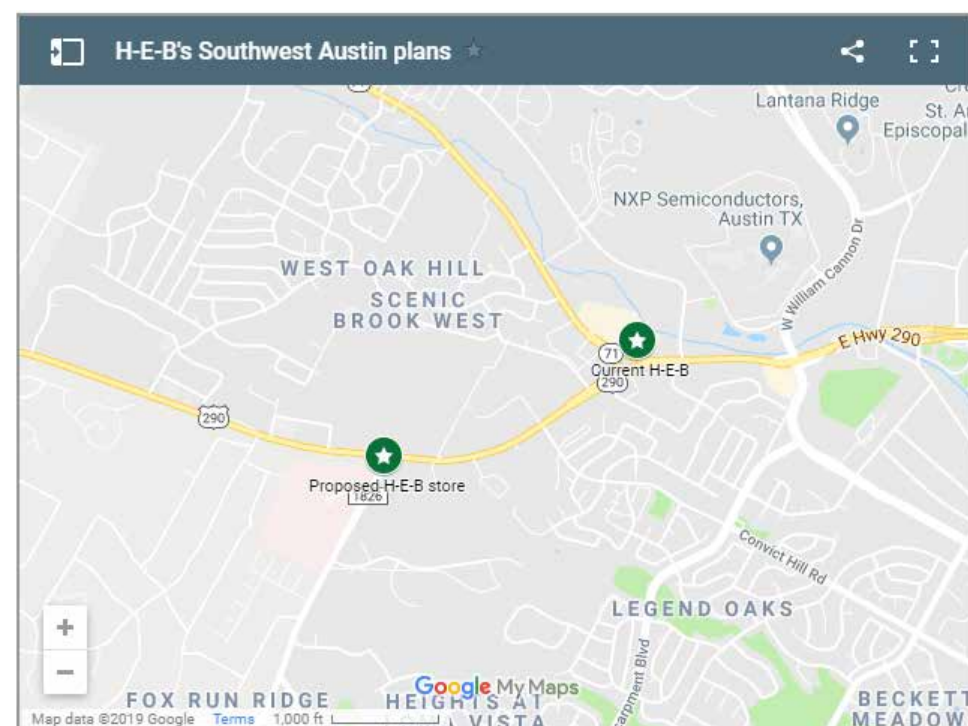 H-E-B's Southwest Austin plans
Lantana Ridge
St. A
Episcopal
NXP Semiconductors,
Austin TX
W William Cannon Dr
WEST OAK HILL
SCENIC
BROOK WEST
E Hwy 290
71
Current H-E-B
290
290
Proposed H-E-B store
1826
Convict Hill Rd
LEGEND OAKS
+
−
Google My Maps
FOX RUN RIDGE
HEIGHTS AT
VISTA
arpment Blvd
BECKETT
MEADOW
Map data ©2019 Google
Terms
1,000 ft